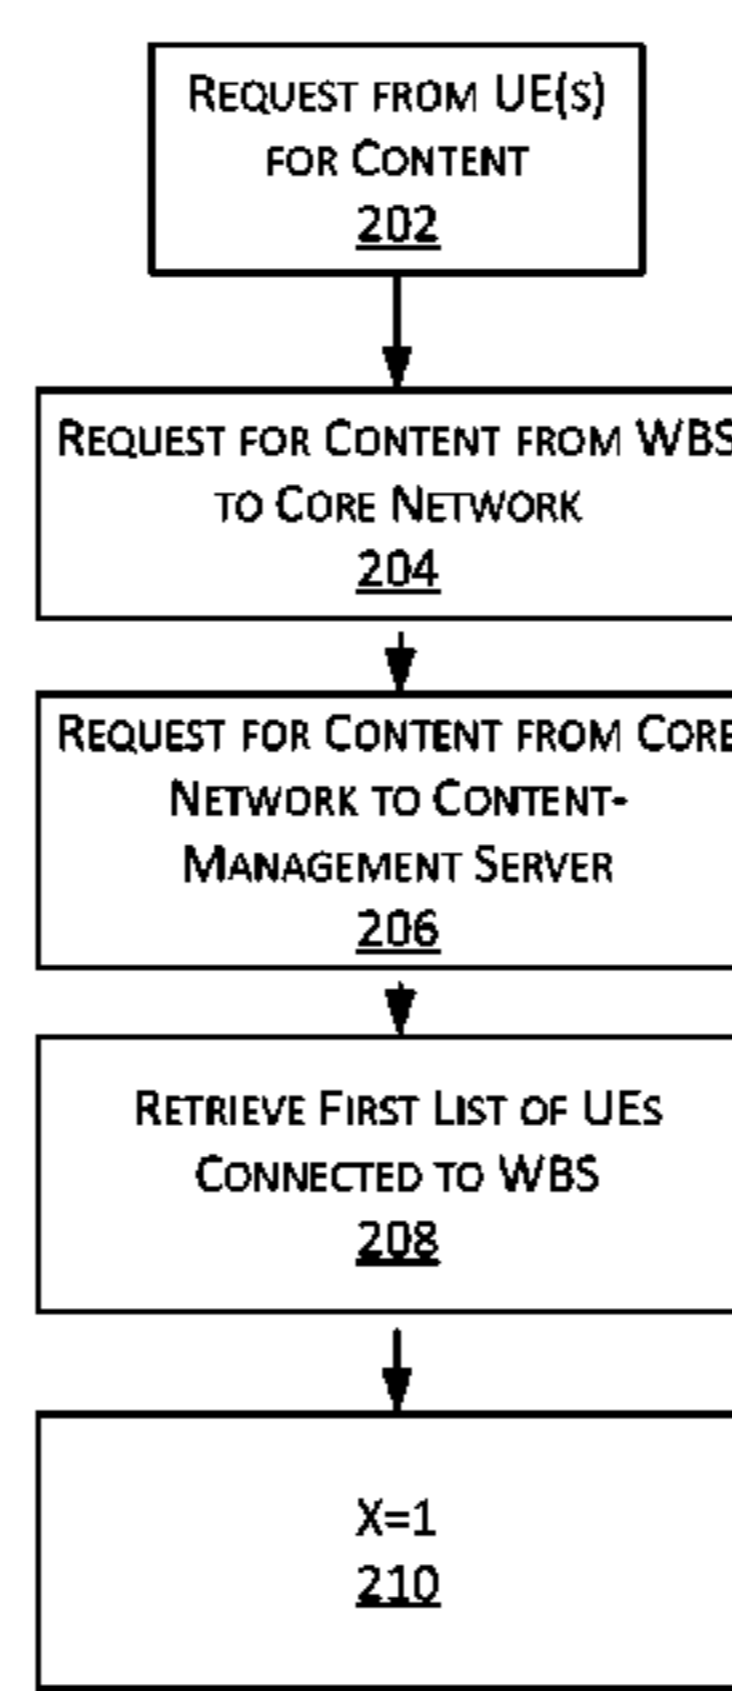 REQUEST FROM UE(S)
FOR CONTENT
202
REQUEST FOR CONTENT FROM WBS
TO CORE NETWORK
204
REQUEST FOR CONTENT FROM CORE
NETWORK TO CONTENT-
MANAGEMENT SERVER
206
RETRIEVE FIRST LIST OF UES
CONNECTED TO WBS
208
X=1
210